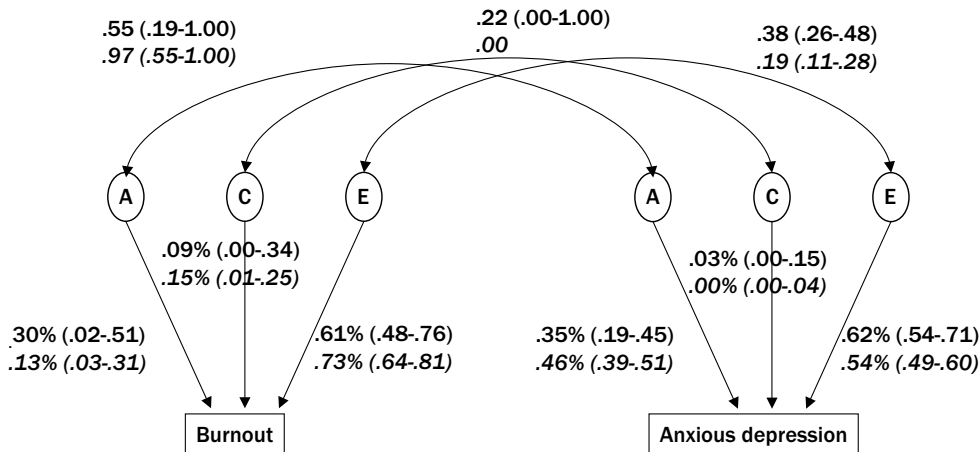 .55 (.19-1.00)
.97 (.55-1.00)
.22 (.00-1.00)
.00
.38 (.26-.48)
.19 (.11-.28)
A
C
E
A
C
E
.09% (.00-.34)
.15% (.01-.25)
.03% (.00-.15)
.00% (.00-.04)
.30% (.02-.51)
.13% (.03-.31)
.61% (.48-.76)
.73% (.64-.81)
.35% (.19-.45)
.46% (.39-.51)
.62% (.54-.71)
.54% (.49-.60)
Burnout
Anxious depression